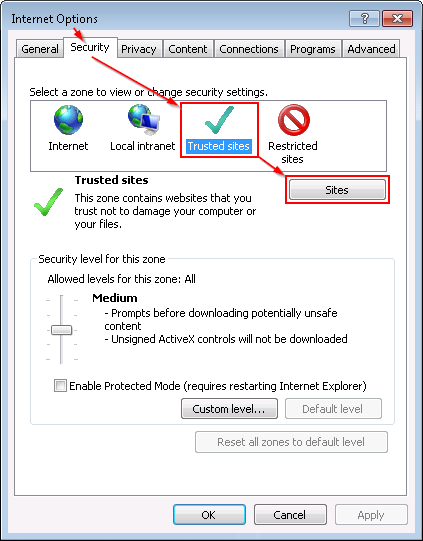 Internet Options
General Security Privacy Content Connections Programs Advanced
Select a zone to view or change security settings.
Internet
Local intranet
Trusted sites
Restricted
sites
Trusted sites
Sites
This zone contains websites that you
trust not to damage your computer or
your files.
Security level for this zone
Allowed levels for this zone: All
Medium
- Prompts before downloading potentially unsafe
content
- Unsigned ActiveX controls will not be downloaded
Enable Protected Mode (requires restarting Internet Explorer)
Custom level... Default level
Reset all zones to default level
OK Cancel Apply